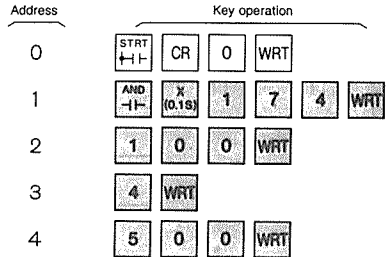 Address Key operation
0 STRT CR 0 WRT
1 AND X (0.1S) 1 7 4 WRT
2 1 0 0 WRT
3 4 WRT
4 5 0 0 WRT